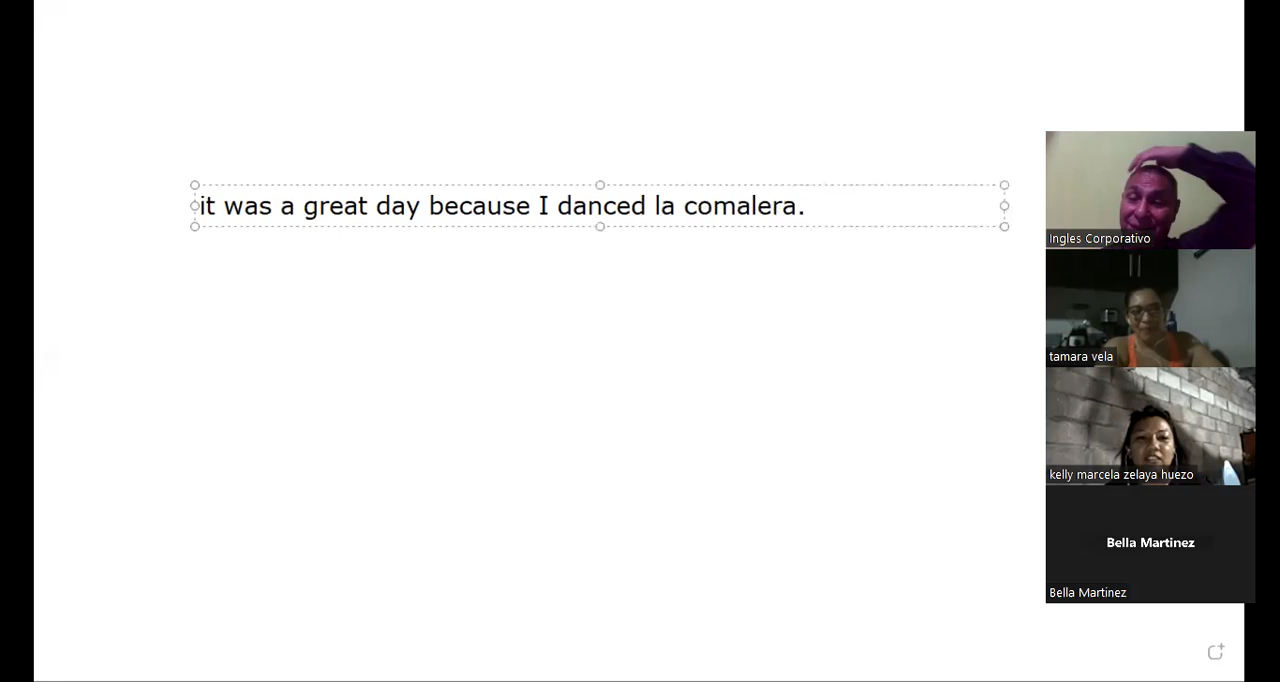 it was a great day because I danced la comalera.
Ingles Corporativo
tamara vela
kelly marcela zelaya huezo
Bella Martinez
Bella Martinez